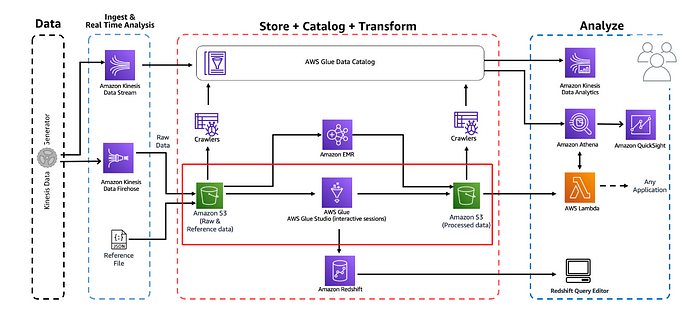 Data
Ingest &
Real Time Analysis
Store + Catalog + Transform
Analyze
Kinesis Data Generator
Amazon Kinesis
Data Stream
Raw
Data
Amazon Kinesis
Data Firehose
{:}
JSON
Reference
File
AWS Glue Data Catalog
Crawlers
Crawlers
Amazon EMR
Amazon S3
(Raw &
Reference data)
AWS Glue
AWS Glue Studio (interactive sessions)
Amazon S3
(Processed data)
Amazon Redshift
Amazon Kinesis
Data Analytics
Amazon Athena
Amazon QuickSight
AWS Lambda
Any
Application
Redshift Query Editor